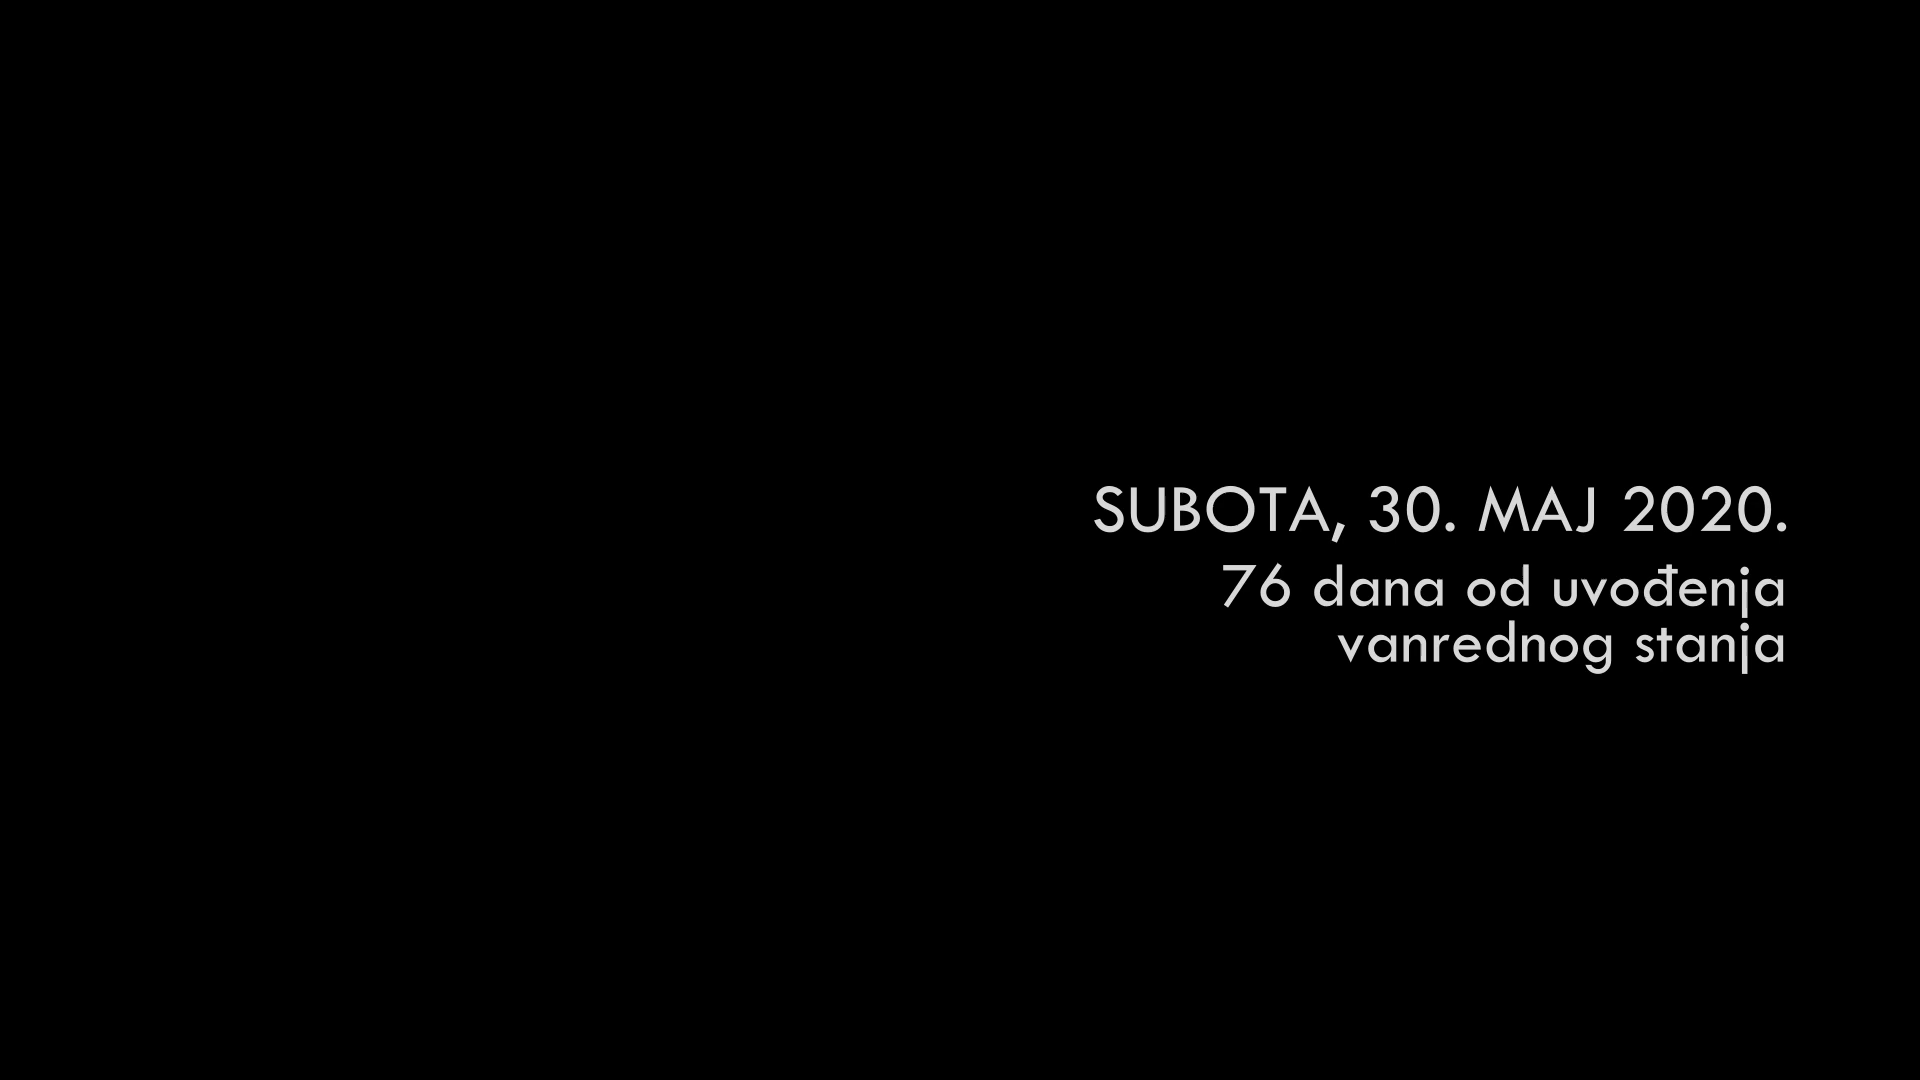 SUBOTA, 30. MAJ 2020.
76 dana od uvođenja
vanrednog stanja